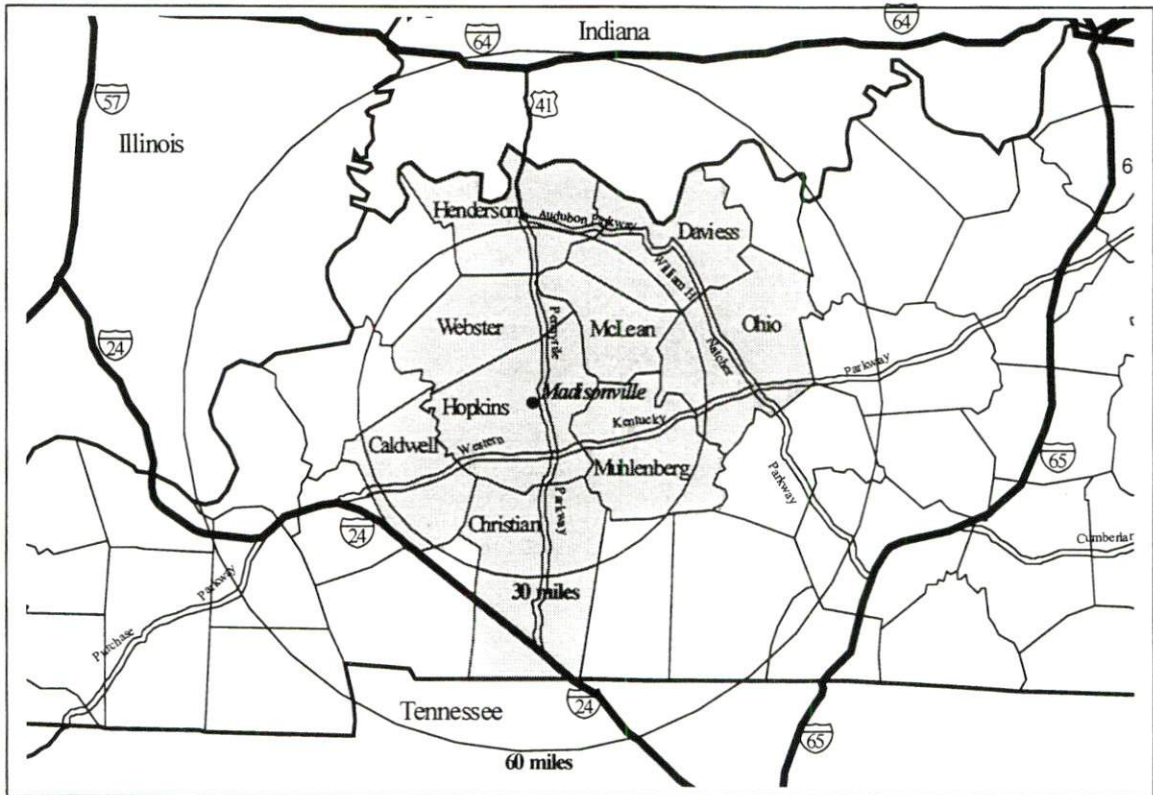 64
Indiana
64
57
41
Illinois
6
Henderson
Audubon Parkway
Daviess
William H
Natcher
Parkway
Webster
Pennyrile
McLean
Ohio
Parkway
24
Madisonville
Hopkins
Kentucky
Caldwell
Western
Muhlenberg
65
Christian
Parkway
24
Cumberlan
30 miles
Parkway
Purchase
Tennessee
24
65
60 miles